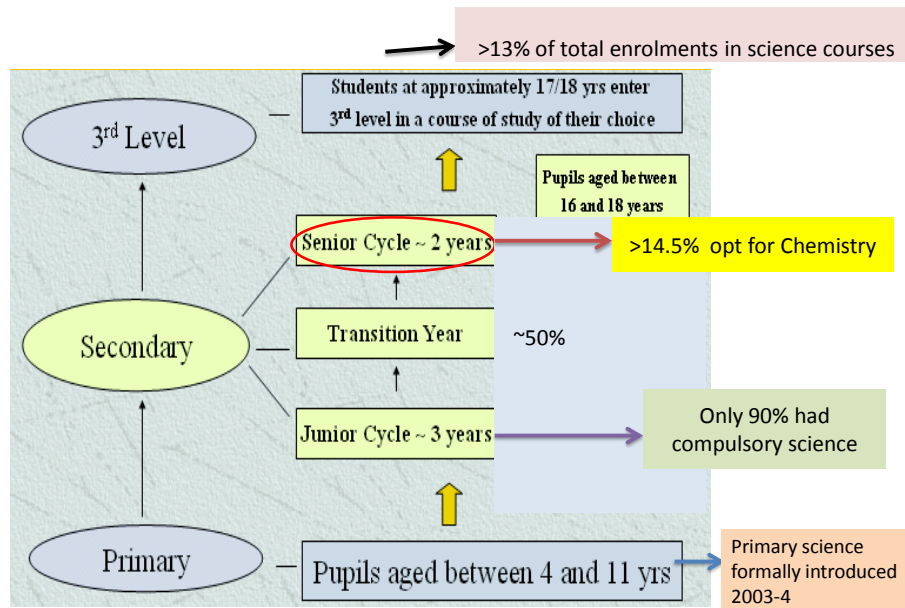 >13% of total enrolments in science courses
Students at approximately 17/18 yrs enter
3rd level in a course of study of their choice
3rd Level
Pupils aged between
16 and 18 years
Senior Cycle ~ 2 years
>14.5% opt for Chemistry
Transition Year
~50%
Secondary
Only 90% had
compulsory science
Junior Cycle ~ 3 years
Primary
Pupils aged between 4 and 11 yrs
Primary science
formally introduced
2003-4